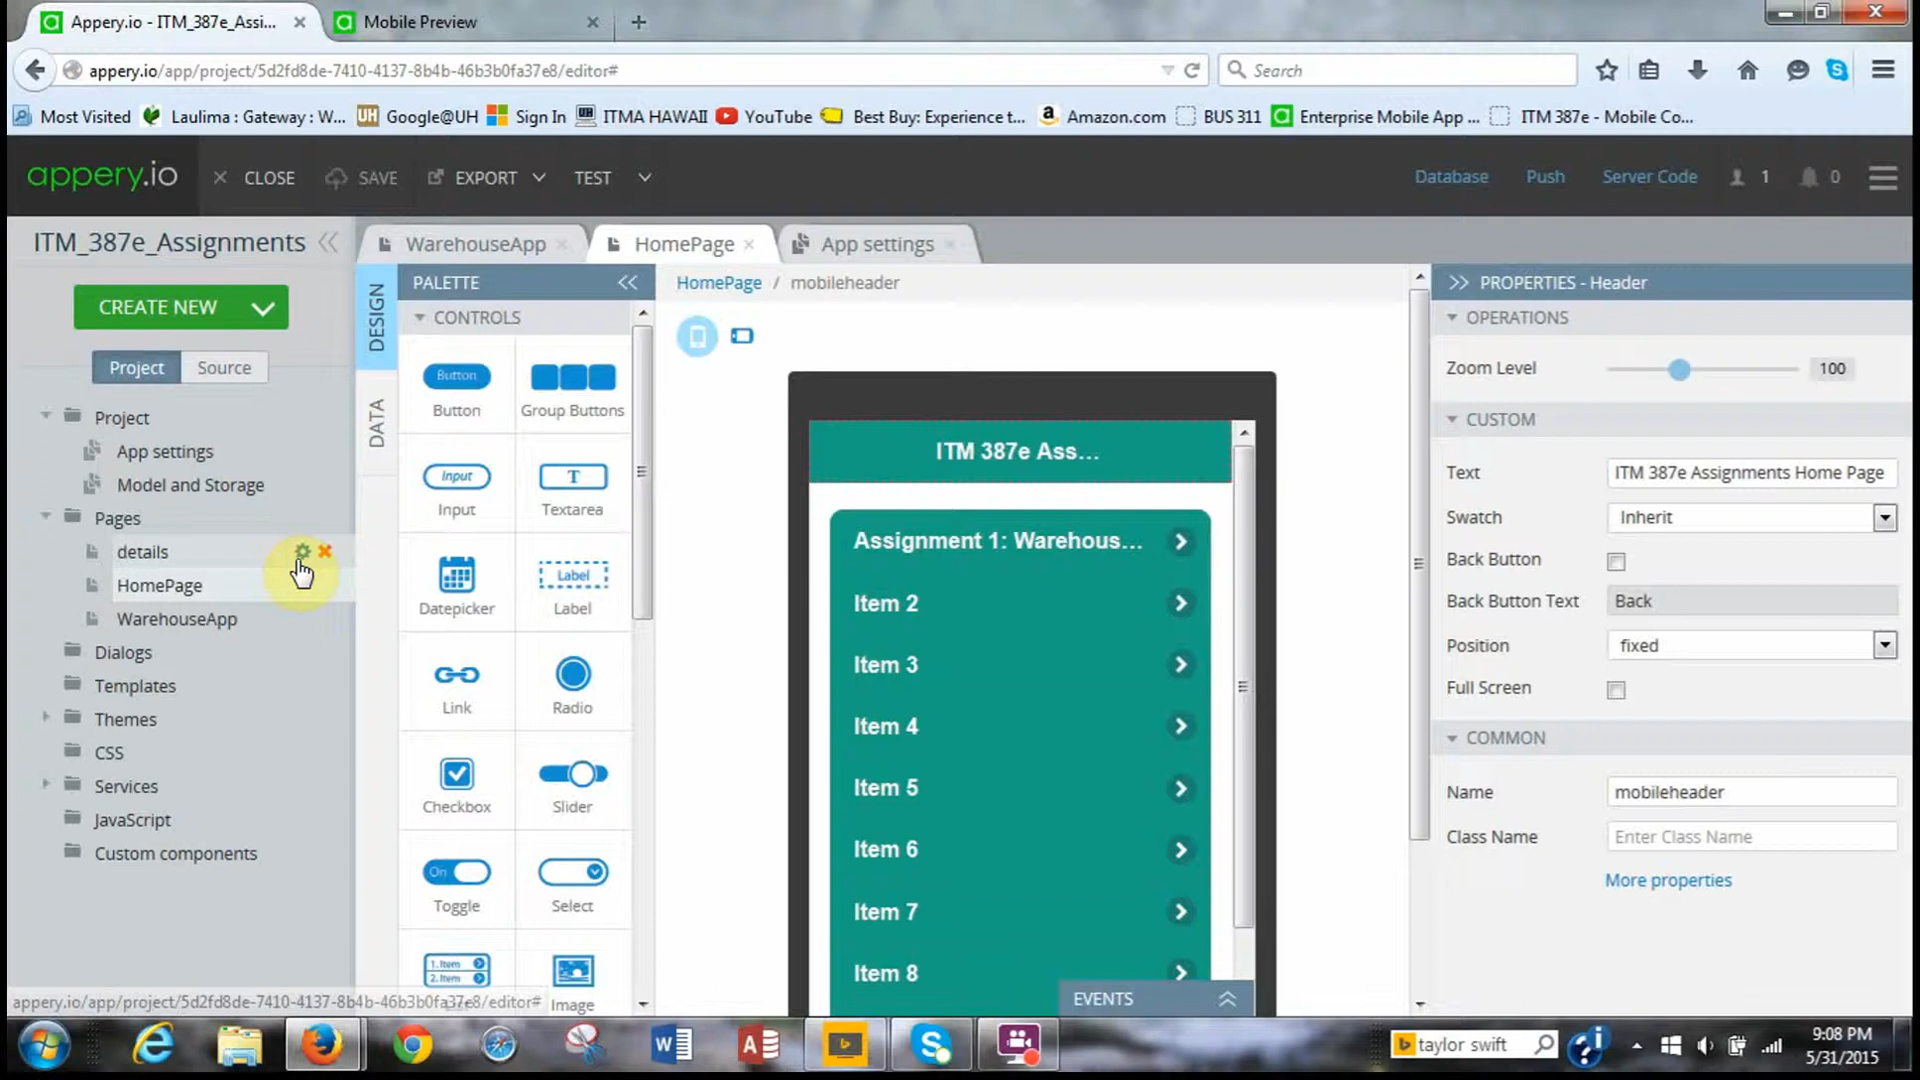 Appery.io - ITM_387e_Assi...
Mobile Preview
appery.io/app/project/5d2fd8de-7410-4137-8b4b-46b3b0fa37e8/editor#
Search
Most Visited
Laulima : Gateway : W...
UH Google@UH
Sign In
ITMA HAWAII
YouTube
Best Buy: Experience t...
Amazon.com
BUS 311
Enterprise Mobile App ...
ITM 387e - Mobile Co...
appery.io
CLOSE
SAVE
EXPORT
TEST
Database
Push
Server Code
1
0
ITM_387e_Assignments
WarehouseApp
HomePage
App settings
CREATE NEW
Project
Source
Project
App settings
Model and Storage
Pages
details
HomePage
WarehouseApp
Dialogs
Templates
Themes
CSS
Services
JavaScript
Custom components
appery.io/app/project/5d2fd8de-7410-4137-8b4b-46b3b0fa37e8/editor#
DESIGN
DATA
PALETTE
CONTROLS
Button
Button
Group Buttons
Input
Input
T
Textarea
Datepicker
Label
Label
Link
Radio
Checkbox
Slider
On
Toggle
Select
1. Item
2. Item
Image
HomePage / mobileheader
ITM 387e Ass...
Assignment 1: Warehous...
Item 2
Item 3
Item 4
Item 5
Item 6
Item 7
Item 8
EVENTS
PROPERTIES - Header
OPERATIONS
Zoom Level
100
CUSTOM
Text
ITM 387e Assignments Home Page
Swatch
Inherit
Back Button
Back Button Text
Back
Position
fixed
Full Screen
COMMON
Name
mobileheader
Class Name
Enter Class Name
More properties
taylor swift
9:08 PM
5/31/2015